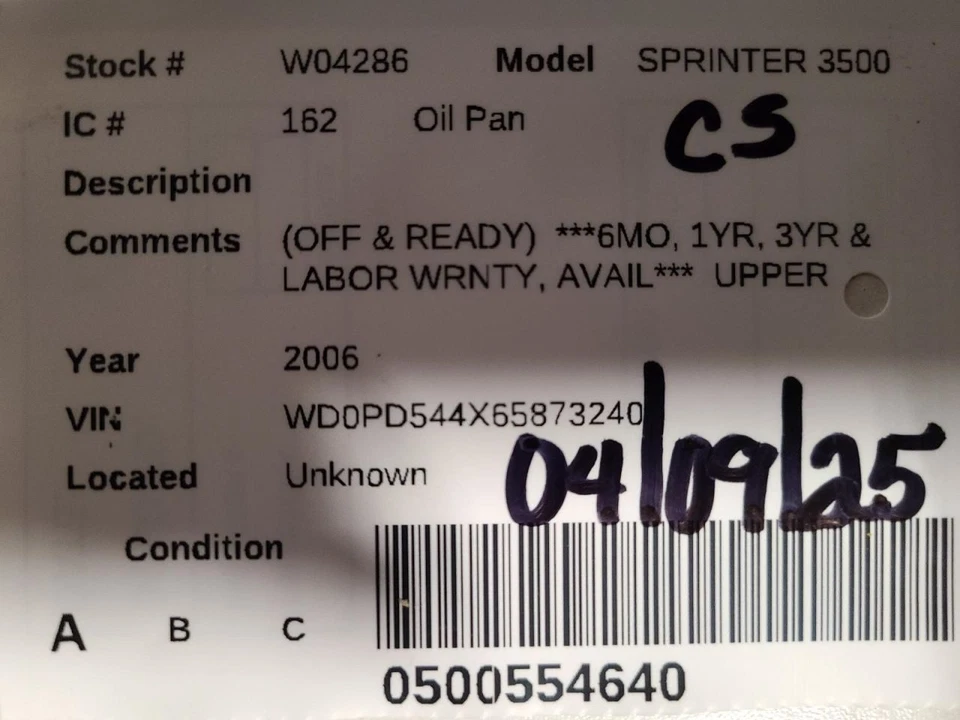 Stock # W04286 Model SPRINTER 3500
IC # 162 Oil Pan
CS
Description
Comments (OFF & READY) ***6MO, 1YR, 3YR &
LABOR WRNTY, AVAIL*** UPPER
Year 2006
VIN WD0PD544X65873240
04/09/25
Located Unknown
Condition
A B C
0500554640